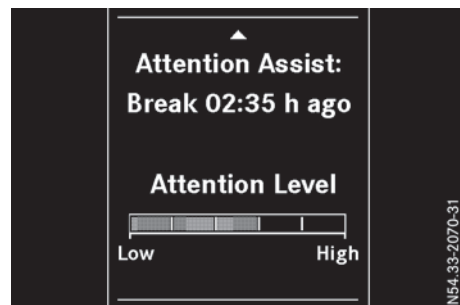 Attention Assist:
Break 02:35 h ago
Attention Level
Low High
N54.33-2070-31